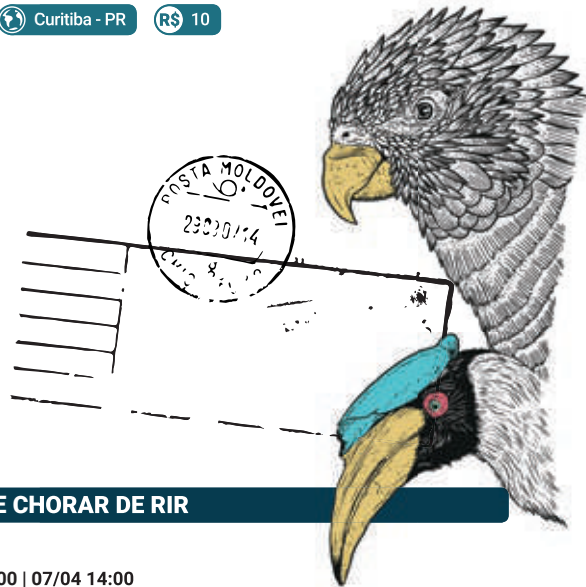 Curitiba - PR
R$ 10
POSTA MOLDOVEI
E CHORAR DE RIR
00 | 07/04 14:00